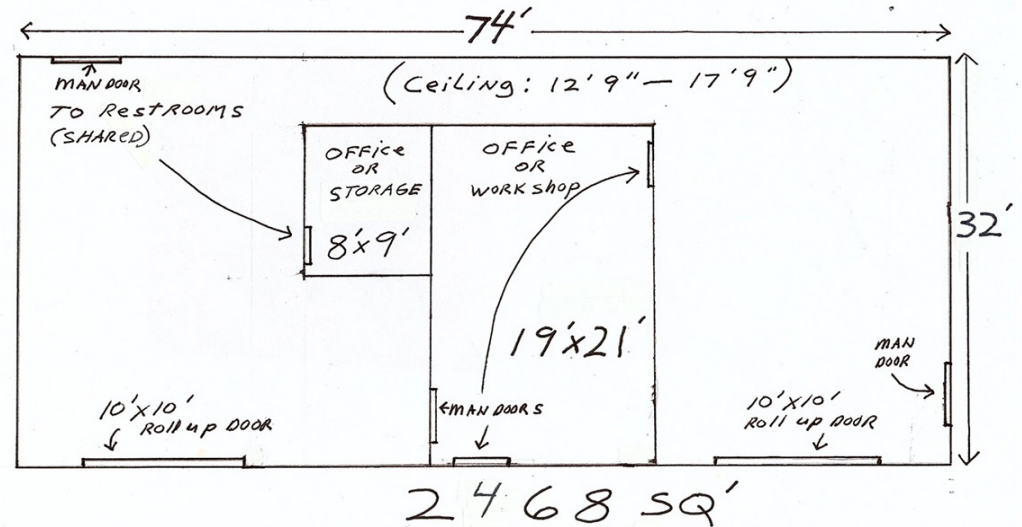 74'
(Ceiling: 12' 9" — 17' 9")
MAN DOOR
TO RESTROOMS
(SHARED)
OFFice
OR
STORAGE
8'x9'
OFFice
OR
WORKshop
32'
19'x21'
MAN
DOOR
10'x10'
Roll up DOOR
MAN DOORS
10'x10'
Roll up DOOR
2468 SQ'